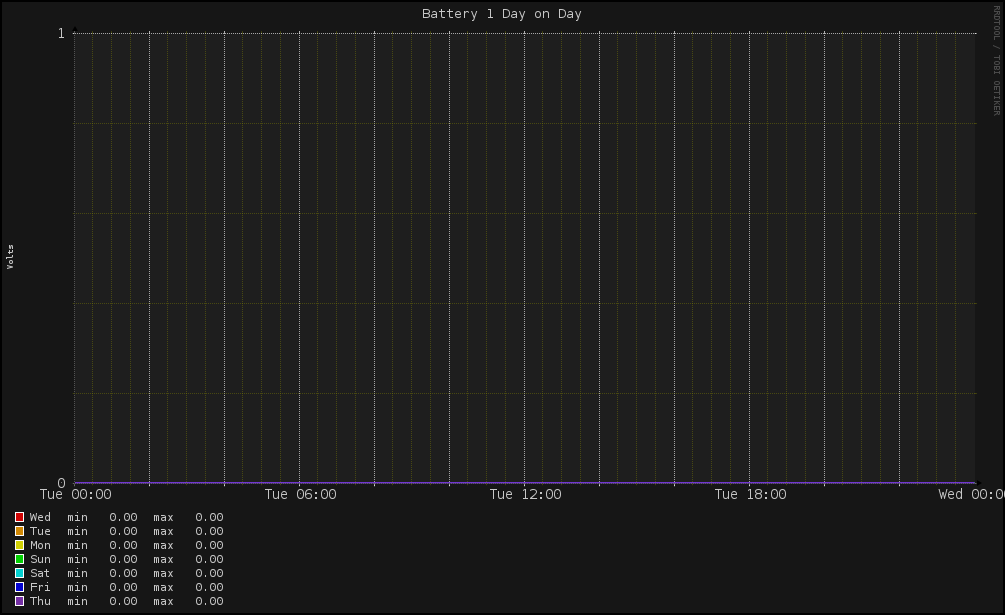 Battery 1 Day on Day
RRDTOOL / TOBI OETIKER
1
Volts
0
Tue 00:00 Tue 06:00 Tue 12:00 Tue 18:00 Wed 00:00
Wed min 0.00 max 0.00
Tue min 0.00 max 0.00
Mon min 0.00 max 0.00
Sun min 0.00 max 0.00
Sat min 0.00 max 0.00
Fri min 0.00 max 0.00
Thu min 0.00 max 0.00